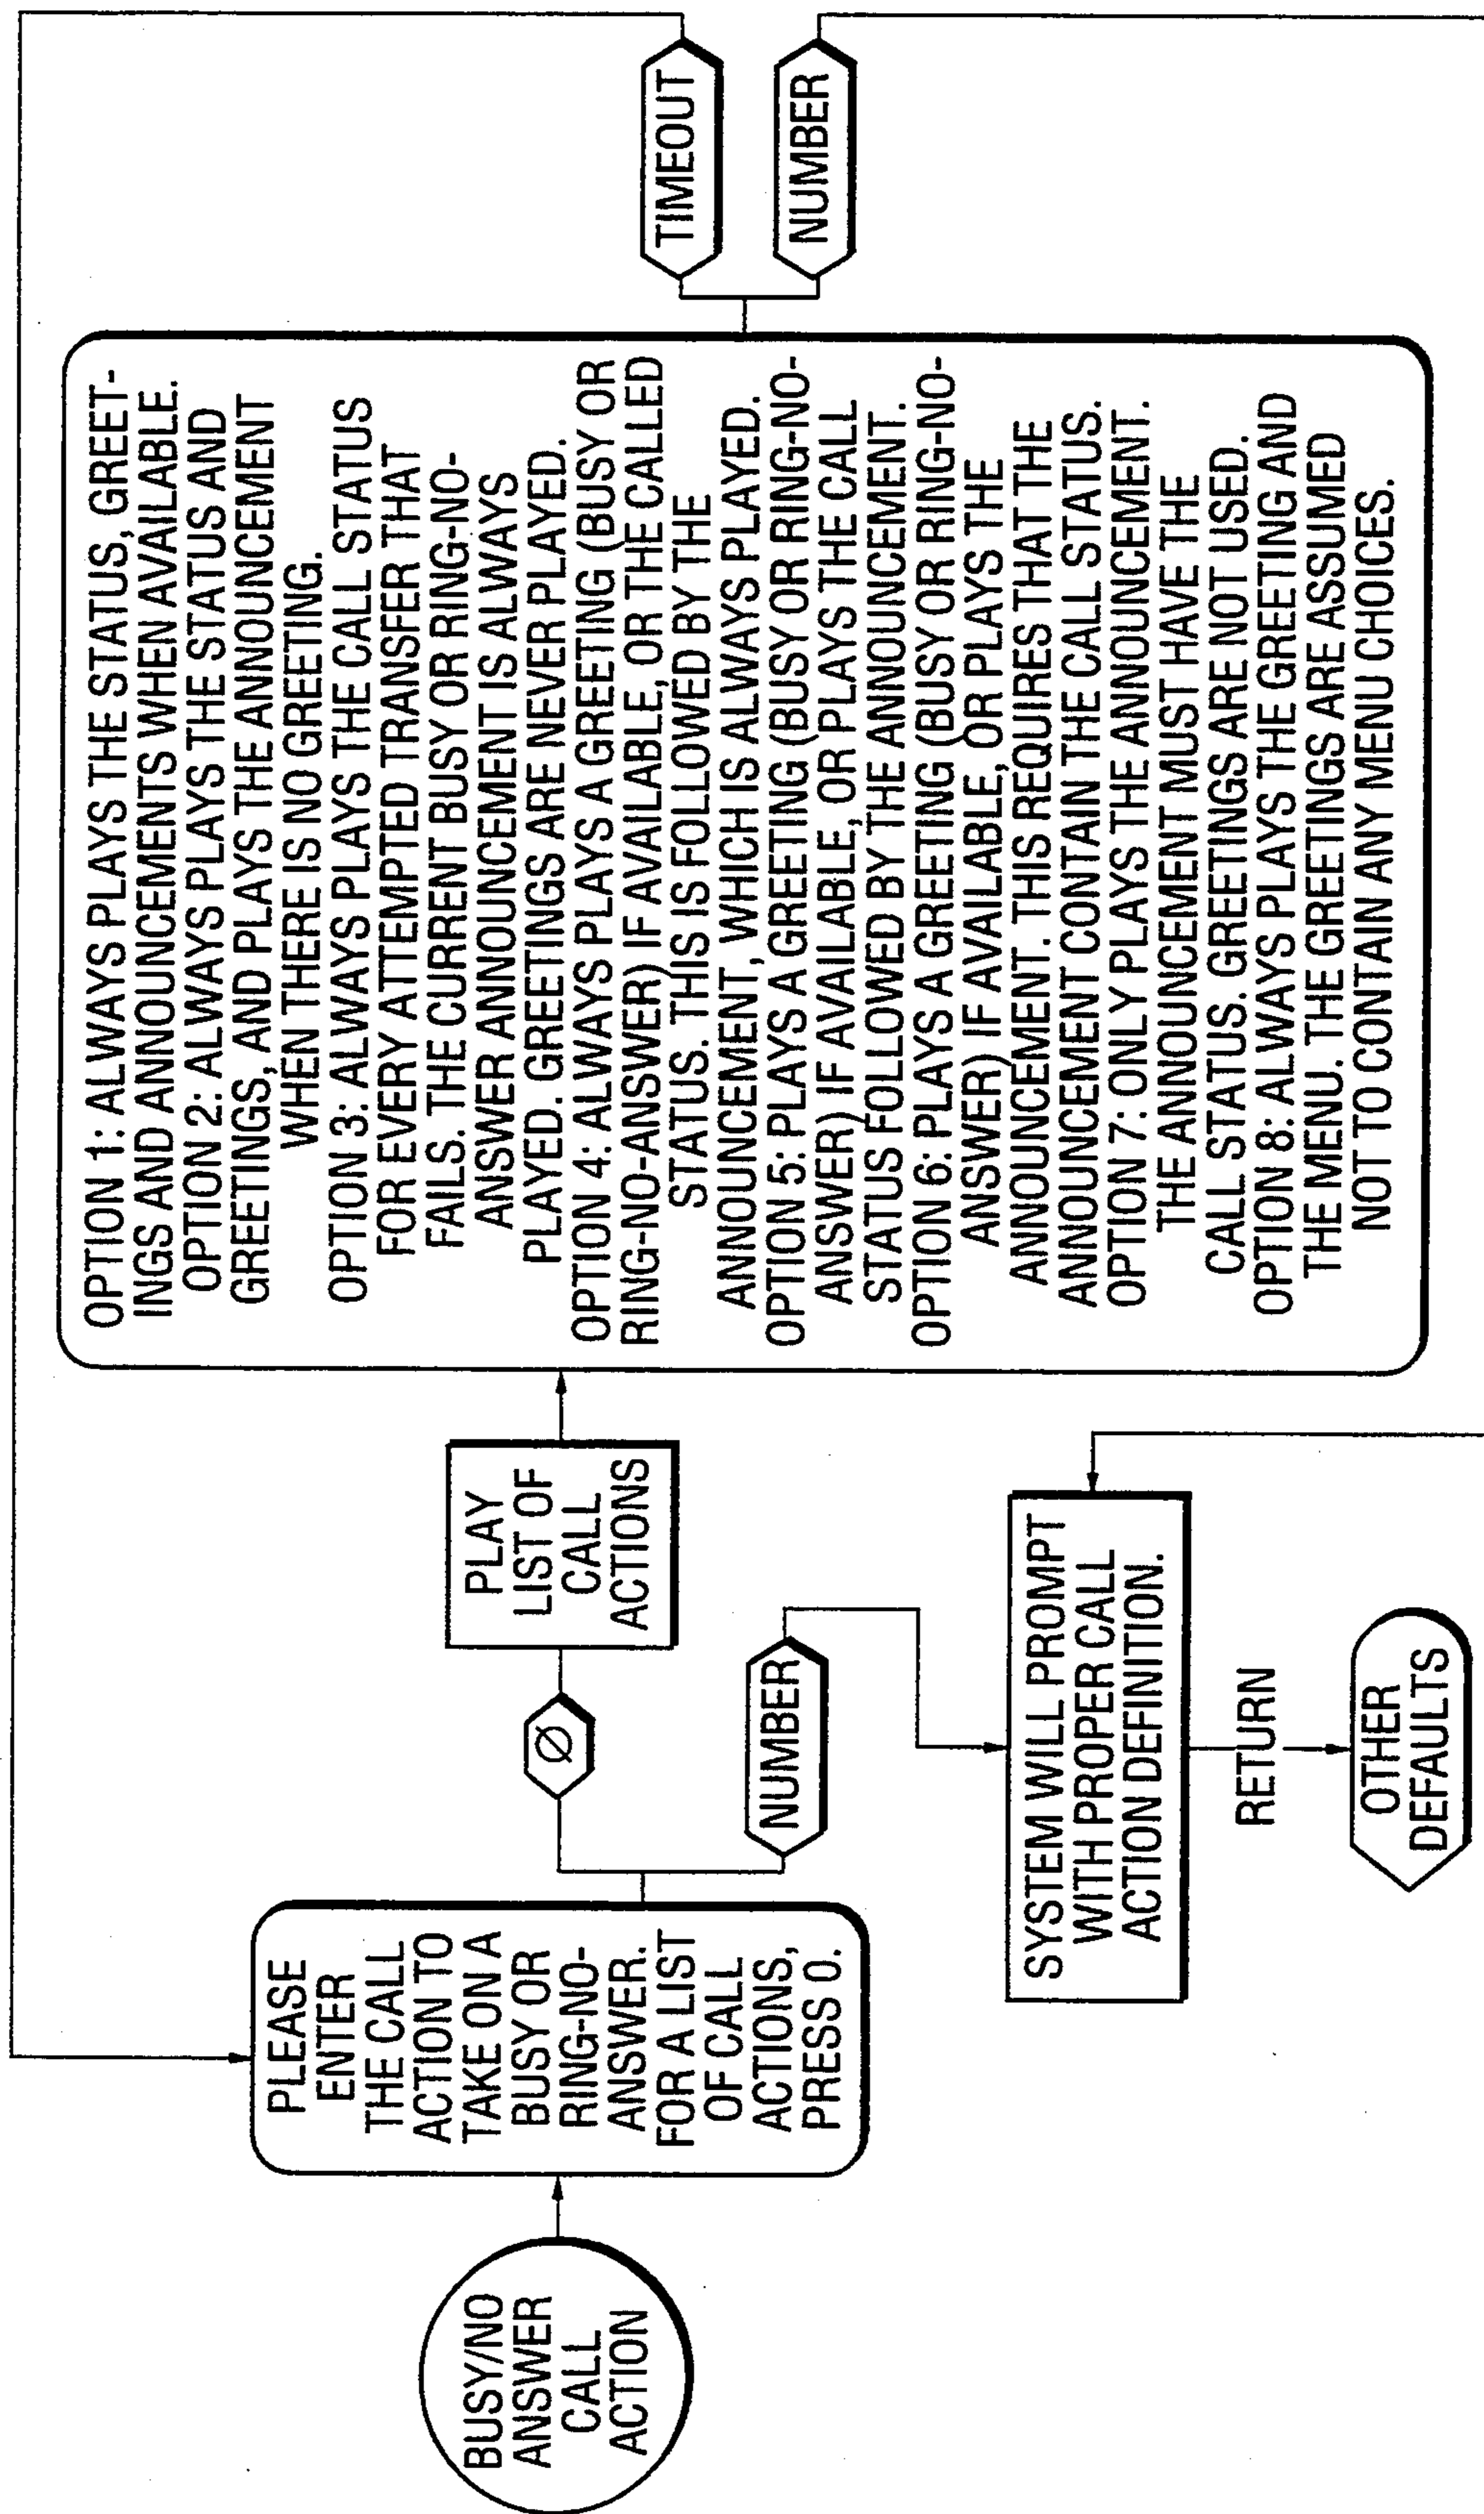 BUSY/NO
ANSWER
CALL
ACTION
PLEASE
ENTER
THE CALL
ACTION TO
TAKE ON A
BUSY OR
RING-NO-
ANSWER.
FOR A LIST
OF CALL
ACTIONS,
PRESS 0.
Ø
NUMBER
PLAY
LIST OF
CALL
ACTIONS
SYSTEM WILL PROMPT
WITH PROPER CALL
ACTION DEFINITION.
RETURN
OTHER
DEFAULTS
OPTION 1: ALWAYS PLAYS THE STATUS, GREET-
INGS AND ANNOUNCEMENTS WHEN AVAILABLE.
OPTION 2: ALWAYS PLAYS THE STATUS AND
GREETINGS, AND PLAYS THE ANNOUNCEMENT
WHEN THERE IS NO GREETING.
OPTION 3: ALWAYS PLAYS THE CALL STATUS
FOR EVERY ATTEMPTED TRANSFER THAT
FAILS. THE CURRENT BUSY OR RING-NO-
ANSWER ANNOUNCEMENT IS ALWAYS
PLAYED. GREETINGS ARE NEVER PLAYED.
OPTION 4: ALWAYS PLAYS A GREETING (BUSY OR
RING-NO-ANSWER) IF AVAILABLE, OR THE CALLED
STATUS. THIS IS FOLLOWED BY THE
ANNOUNCEMENT, WHICH IS ALWAYS PLAYED.
OPTION 5: PLAYS A GREETING (BUSY OR RING-NO-
ANSWER) IF AVAILABLE, OR PLAYS THE CALL
STATUS FOLLOWED BY THE ANNOUNCEMENT.
OPTION 6: PLAYS A GREETING (BUSY OR RING-NO-
ANSWER) IF AVAILABLE, OR PLAYS THE
ANNOUNCEMENT. THIS REQUIRES THAT THE
ANNOUNCEMENT CONTAIN THE CALL STATUS.
OPTION 7: ONLY PLAYS THE ANNOUNCEMENT.
THE ANNOUNCEMENT MUST HAVE THE
CALL STATUS. GREETINGS ARE NOT USED.
OPTION 8: ALWAYS PLAYS THE GREETING AND
THE MENU. THE GREETINGS ARE ASSUMED
NOT TO CONTAIN ANY MENU CHOICES.
TIMEOUT
NUMBER